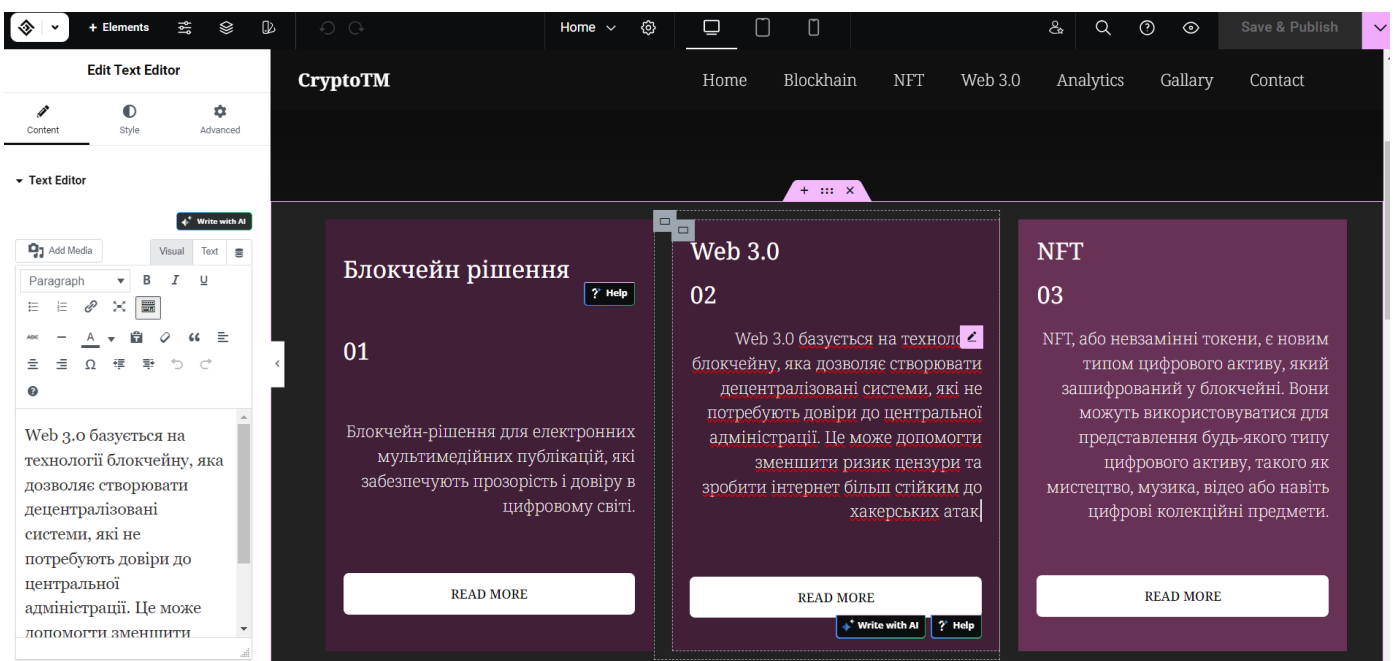 + Elements
Home
Save & Publish
Edit Text Editor
Content
Style
Advanced
Text Editor
Write with AI
Add Media
Visual
Text
Paragraph
B I U
ABC
A
Ω
Web 3.0 базується на
технології блокчейну, яка
дозволяє створювати
децентралізовані
системи, які не
потребують довіри до
центральної
адміністрації. Це може
допомогти зменшити
CryptoTM
Home
Blockhain
NFT
Web 3.0
Analytics
Gallary
Contact
Блокчейн рішення
? Help
01
Блокчейн-рішення для електронних
мультимедійних публікацій, які
забезпечують прозорість і довіру в
цифровому світі.
READ MORE
Web 3.0
02
Web 3.0 базується на техноло
блокчейну, яка дозволяє створювати
децентралізовані системи, які не
потребують довіри до центральної
адміністрації. Це може допомогти
зменшити ризик цензури та
зробити інтернет більш стійким до
хакерських атак
READ MORE
Write with AI
? Help
NFT
03
NFT, або невзамінні токени, є новим
типом цифрового активу, який
зашифрований у блокчейні. Вони
можуть використовуватися для
представлення будь-якого типу
цифрового активу, такого як
мистецтво, музика, відео або навіть
цифрові колекційні предмети.
READ MORE